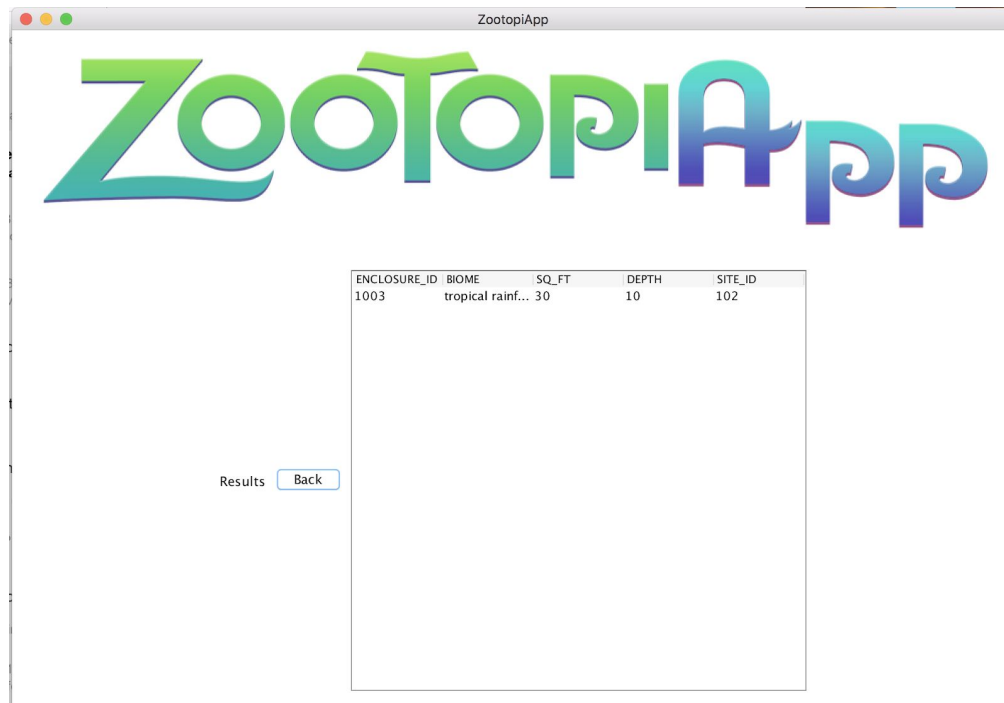 ZootopiApp
ZooTopiApp
ENCLOSURE_ID BIOME SQ_FT DEPTH SITE_ID
1003 tropical rainf... 30 10 102
Results Back